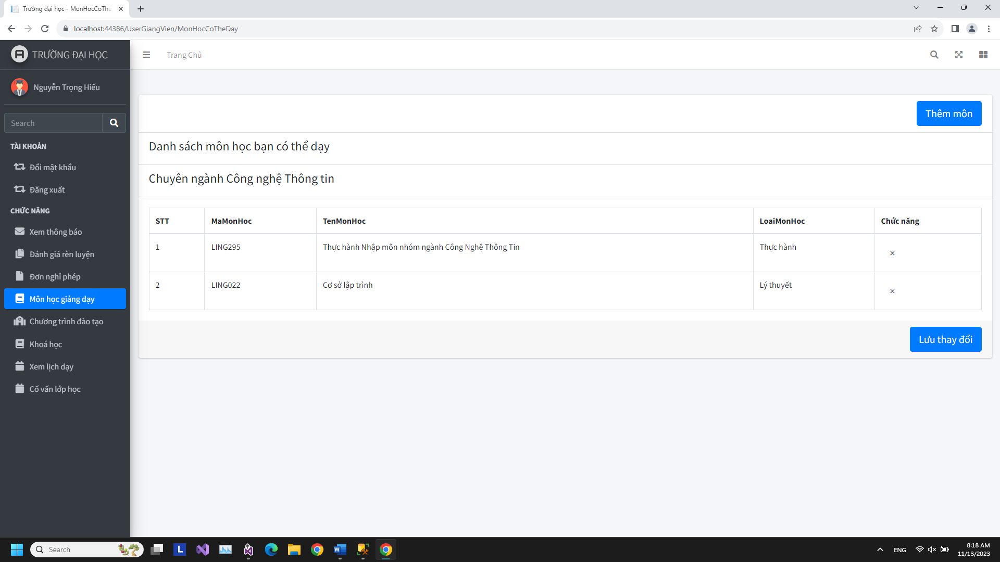 Trường đại học - MonHocCoThe
localhost:44386/UserGiangVien/MonHocCoTheDay
TRƯỜNG ĐẠI HỌC
Trang Chủ
Nguyễn Trọng Hiếu
Search
TÀI KHOẢN
Đổi mật khẩu
Đăng xuất
CHỨC NĂNG
Xem thông báo
Đánh giá rèn luyện
Đơn nghỉ phép
Môn học giảng dạy
Chương trình đào tạo
Khoá học
Xem lịch dạy
Cố vấn lớp học
Thêm môn
Danh sách môn học bạn có thể dạy
Chuyên ngành Công nghệ Thông tin
STT MaMonHoc TenMonHoc LoaiMonHoc Chức năng
1 LING295 Thực hành Nhập môn nhóm ngành Công Nghệ Thông Tin Thực hành ×
2 LING022 Cơ sở lập trình Lý thuyết ×
Lưu thay đổi
Search
L
W
ENG
8:18 AM
11/13/2023